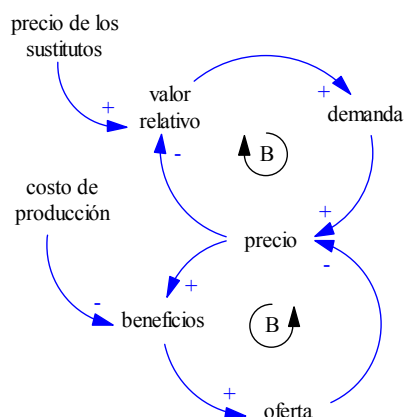 precio de los
sustitutos
+
valor
relativo
+
demanda
B
-
costo de
producción
+
precio
-
+
-
beneficios
B
+
oferta